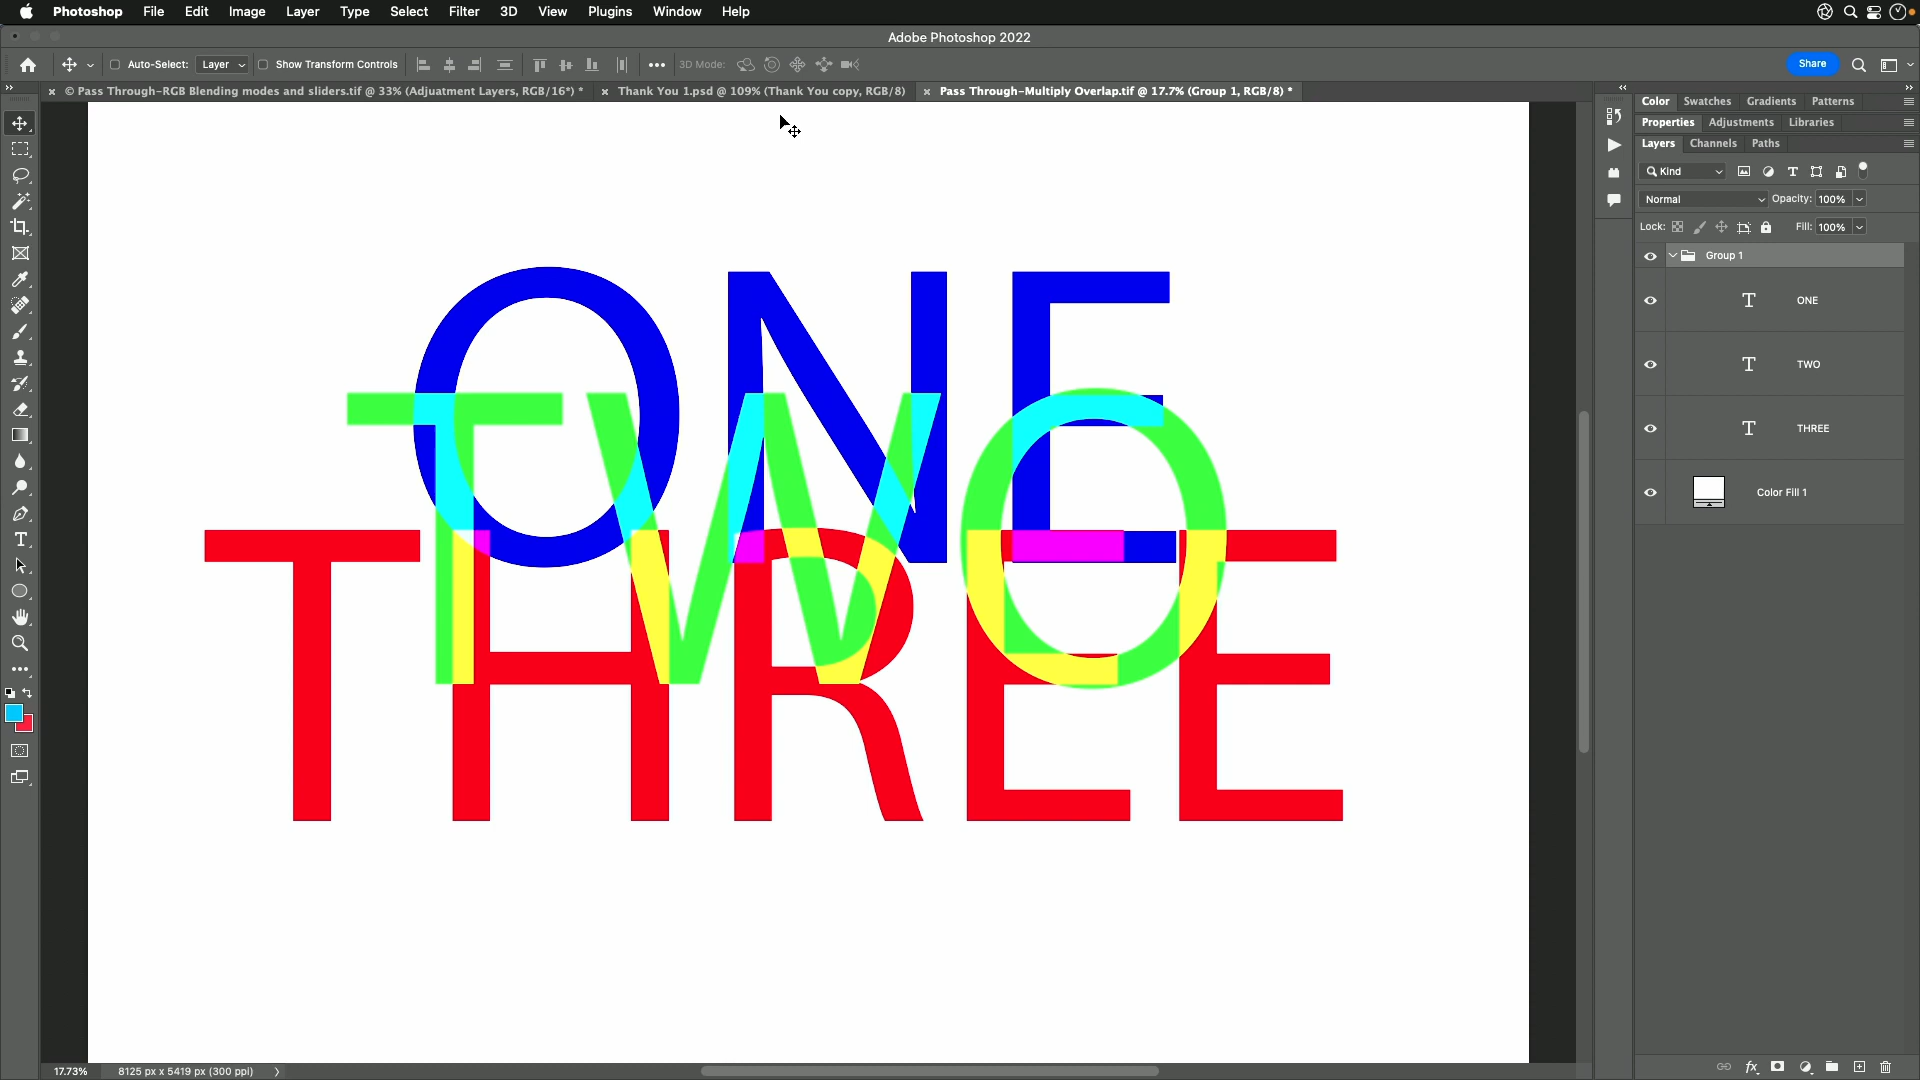 Photoshop File Edit Image Layer Type Select Filter 3D View Plugins Window Help
Adobe Photoshop 2022
Auto-Select: Layer Show Transform Controls 3D Mode: Share
© Pass Through-RGB Blending modes and sliders.tif @ 33% (Adjuatment Layers, RGB/16*) * Thank You 1.psd @ 109% (Thank You copy, RGB/8) Pass Through-Multiply Overlap.tif @ 17.7% (Group 1, RGB/8) *
Color Swatches Gradients Patterns
Properties Adjustments Libraries
Layers Channels Paths
Kind
Normal Opacity: 100%
Lock: Fill: 100%
Group 1
ONE
TWO
THREE
Color Fill 1
ONE
TWO
THREE
17.73% 8125 px x 5419 px (300 ppi)